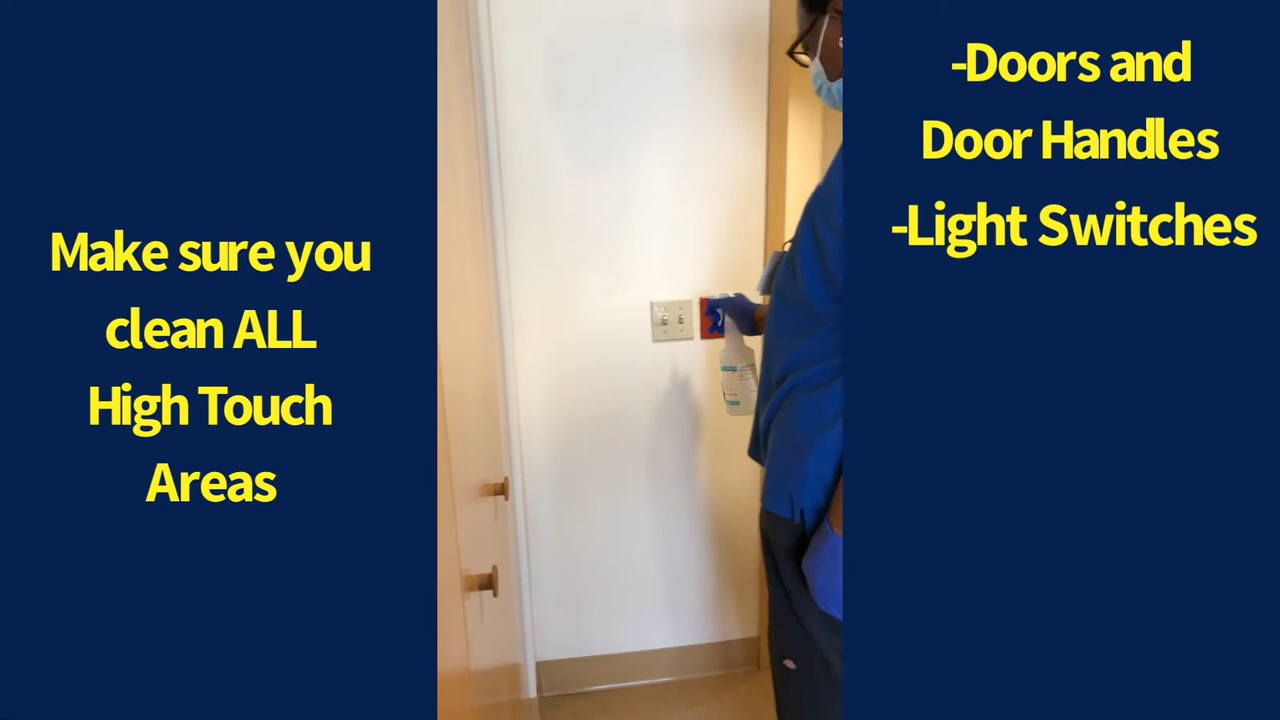 Make sure you
clean ALL
High Touch
Areas
-Doors and
Door Handles
-Light Switches